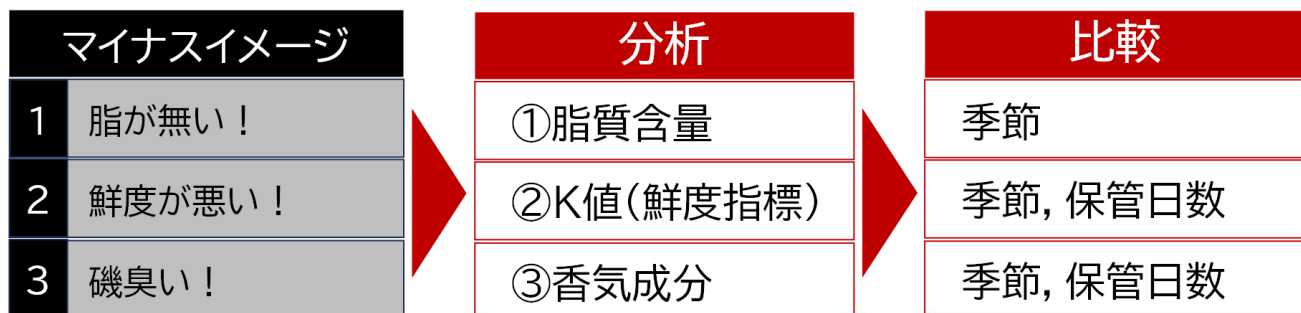 マイナスイメージ 分析 比較
1 脂が無い！ ①脂質含量 季節
2 鮮度が悪い！ ②K値(鮮度指標) 季節, 保管日数
3 磯臭い！ ③香気成分 季節, 保管日数